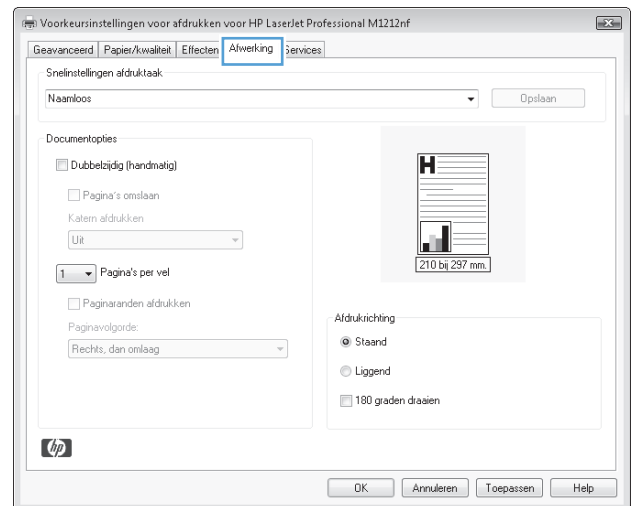 Voorkeursinstellingen voor afdrukken voor HP LaserJet Professional M1212nf
Geavanceerd Papier/kwaliteit Effecten Afwerking Services
Snelinstellingen afdruktaak
Naamloos Opslaan
Documentopties
Dubbelzijdig (handmatig)
Pagina's omslaan
Katern afdrukken
Uit
1 Pagina's per vel
Paginaranden afdrukken
Paginavolgorde:
Rechts, dan omlaag
H
210 bij 297 mm.
Afdrukrichting
Staand
Liggend
180 graden draaien
hp
OK Annuleren Toepassen Help